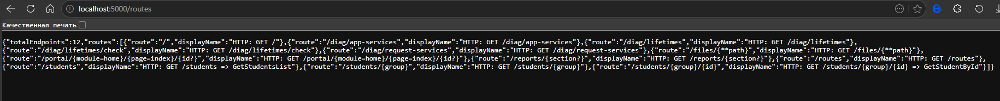 localhost:5000/routes
Качественная печать
{"totalEndpoints":12,"routes":[{"route":"/","displayName":"HTTP: GET /"},{"route":"/diag/app-services","displayName":"HTTP: GET /diag/app-services"},{"route":"/diag/lifetimes","displayName":"HTTP: GET /diag/lifetimes"},
{"route":"/diag/lifetimes/check","displayName":"HTTP: GET /diag/lifetimes/check"},{"route":"/diag/request-services","displayName":"HTTP: GET /diag/request-services"},{"route":"/files/{**path}","displayName":"HTTP: GET /files/{**path}"},
{"route":"/portal/{module=home}/{page=index}/{id?}","displayName":"HTTP: GET /portal/{module=home}/{page=index}/{id?}"},{"route":"/reports/{section?}","displayName":"HTTP: GET /reports/{section?}"},{"route":"/routes","displayName":"HTTP: GET /routes"},
{"route":"/students","displayName":"HTTP: GET /students => GetStudentsList"},{"route":"/students/{group}","displayName":"HTTP: GET /students/{group}"},{"route":"/students/{group}/{id}","displayName":"HTTP: GET /students/{group}/{id} => GetStudentById"}]}